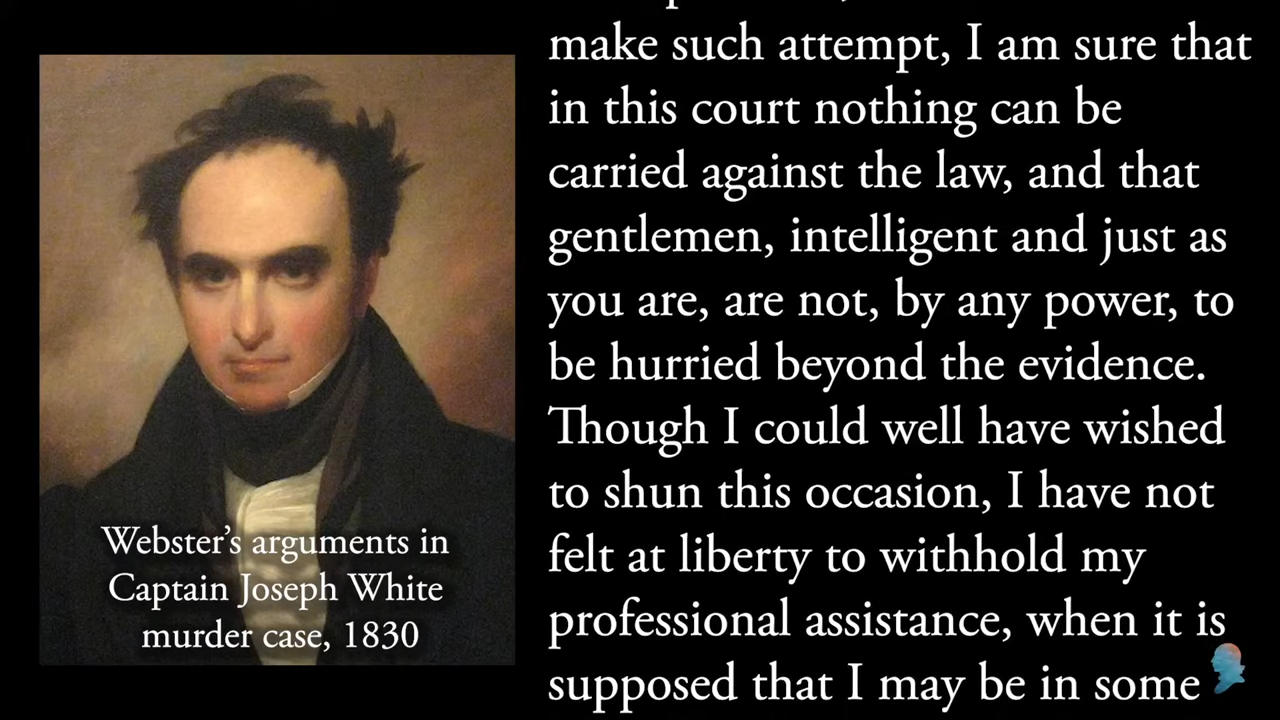 make such attempt, I am sure that
in this court nothing can be
carried against the law, and that
gentlemen, intelligent and just as
you are, are not, by any power, to
be hurried beyond the evidence.
Though I could well have wished
to shun this occasion, I have not
felt at liberty to withhold my
professional assistance, when it is
supposed that I may be in some
Webster’s arguments in
Captain Joseph White
murder case, 1830